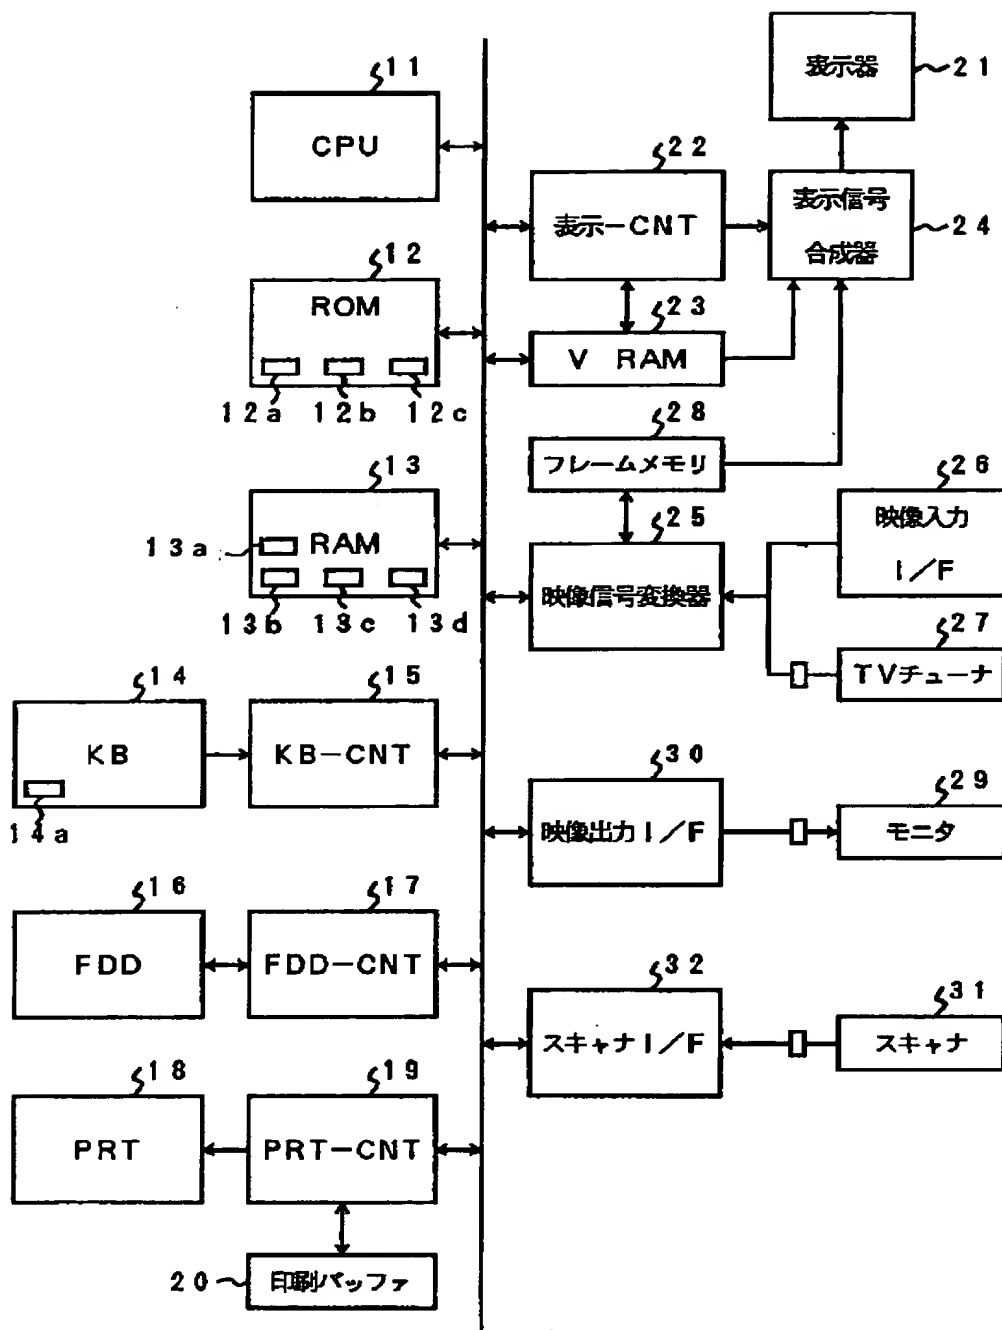 11
CPU
12
ROM
12a 12b 12c
13
13a
RAM
13b 13c 13d
14
KB
14a
15
KB-CNT
16
FDD
17
FDD-CNT
18
PRT
19
PRT-CNT
20
印刷バッファ
表示器
21
22
表示-CNT
表示信号
合成器
24
23
V RAM
28
フレームメモリ
25
映像信号変換器
26
映像入力
I/F
27
TVチューナ
30
映像出力I/F
29
モニタ
32
スキャナI/F
31
スキャナ